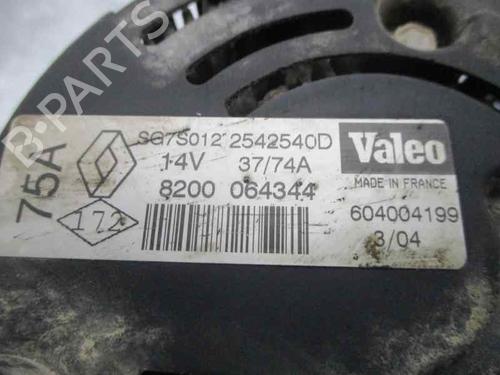 75A
SG7S012 2542540D
14V 37/74A
8200 064344
172
Valeo
MADE IN FRANCE
604004199
3/04
B-Parts